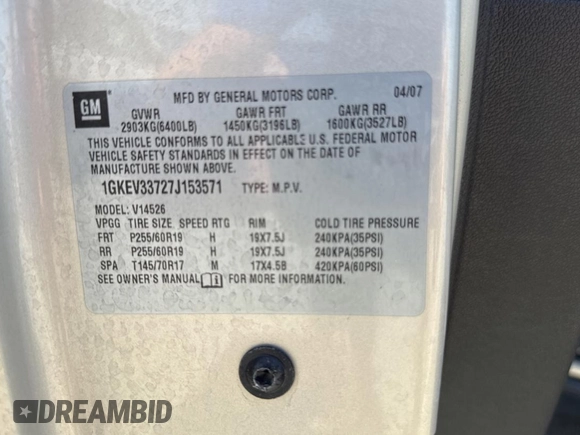 GM
MFD BY GENERAL MOTORS CORP. 04/07
GVWR GAWR FRT GAWR RR
2903KG(6400LB) 1450KG(3196LB) 1600KG(3527LB)
THIS VEHICLE CONFORMS TO ALL APPLICABLE U.S. FEDERAL MOTOR
VEHICLE SAFETY STANDARDS IN EFFECT ON THE DATE OF
MANUFACTURE SHOWN ABOVE.
1GKEV33727J153571 TYPE: M.P.V.
MODEL: V14526
VPGG TIRE SIZE SPEED RTG RIM COLD TIRE PRESSURE
FRT P255/60R19 H 19X7.5J 240KPA(35PSI)
RR P255/60R19 H 19X7.5J 240KPA(35PSI)
SPA T145/70R17 M 17X4.5B 420KPA(60PSI)
SEE OWNER'S MANUAL FOR MORE INFORMATION.
DREAMBID